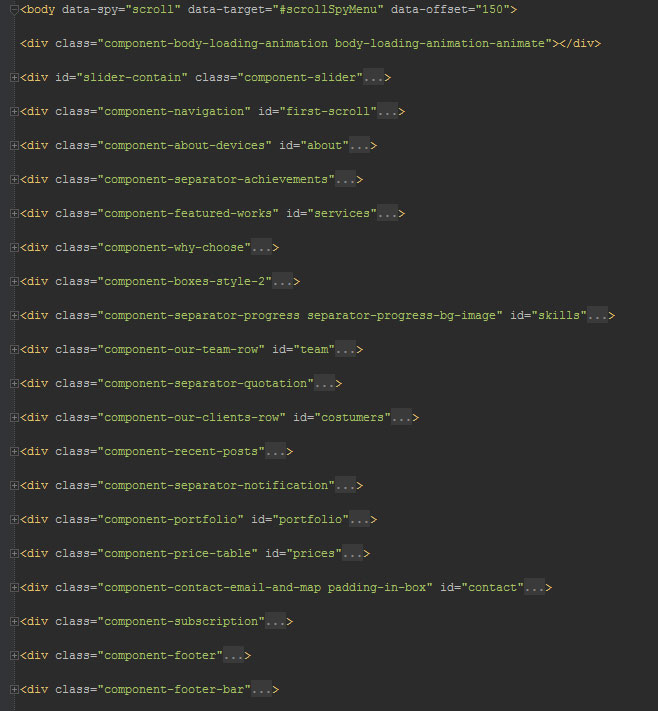 <body data-spy="scroll" data-target="#scrollSpyMenu" data-offset="150">
<div class="component-body-loading-animation body-loading-animation-animate"></div>
<div id="slider-contain" class="component-slider"...>
<div class="component-navigation" id="first-scroll"...>
<div class="component-about-devices" id="about"...>
<div class="component-separator-achievements"...>
<div class="component-featured-works" id="services"...>
<div class="component-why-choose"...>
<div class="component-boxes-style-2"...>
<div class="component-separator-progress separator-progress-bg-image" id="skills"...>
<div class="component-our-team-row" id="team"...>
<div class="component-separator-quotation"...>
<div class="component-our-clients-row" id="costumers"...>
<div class="component-recent-posts"...>
<div class="component-separator-notification"...>
<div class="component-portfolio" id="portfolio"...>
<div class="component-price-table" id="prices"...>
<div class="component-contact-email-and-map padding-in-box" id="contact"...>
<div class="component-subscription"...>
<div class="component-footer"...>
<div class="component-footer-bar"...>